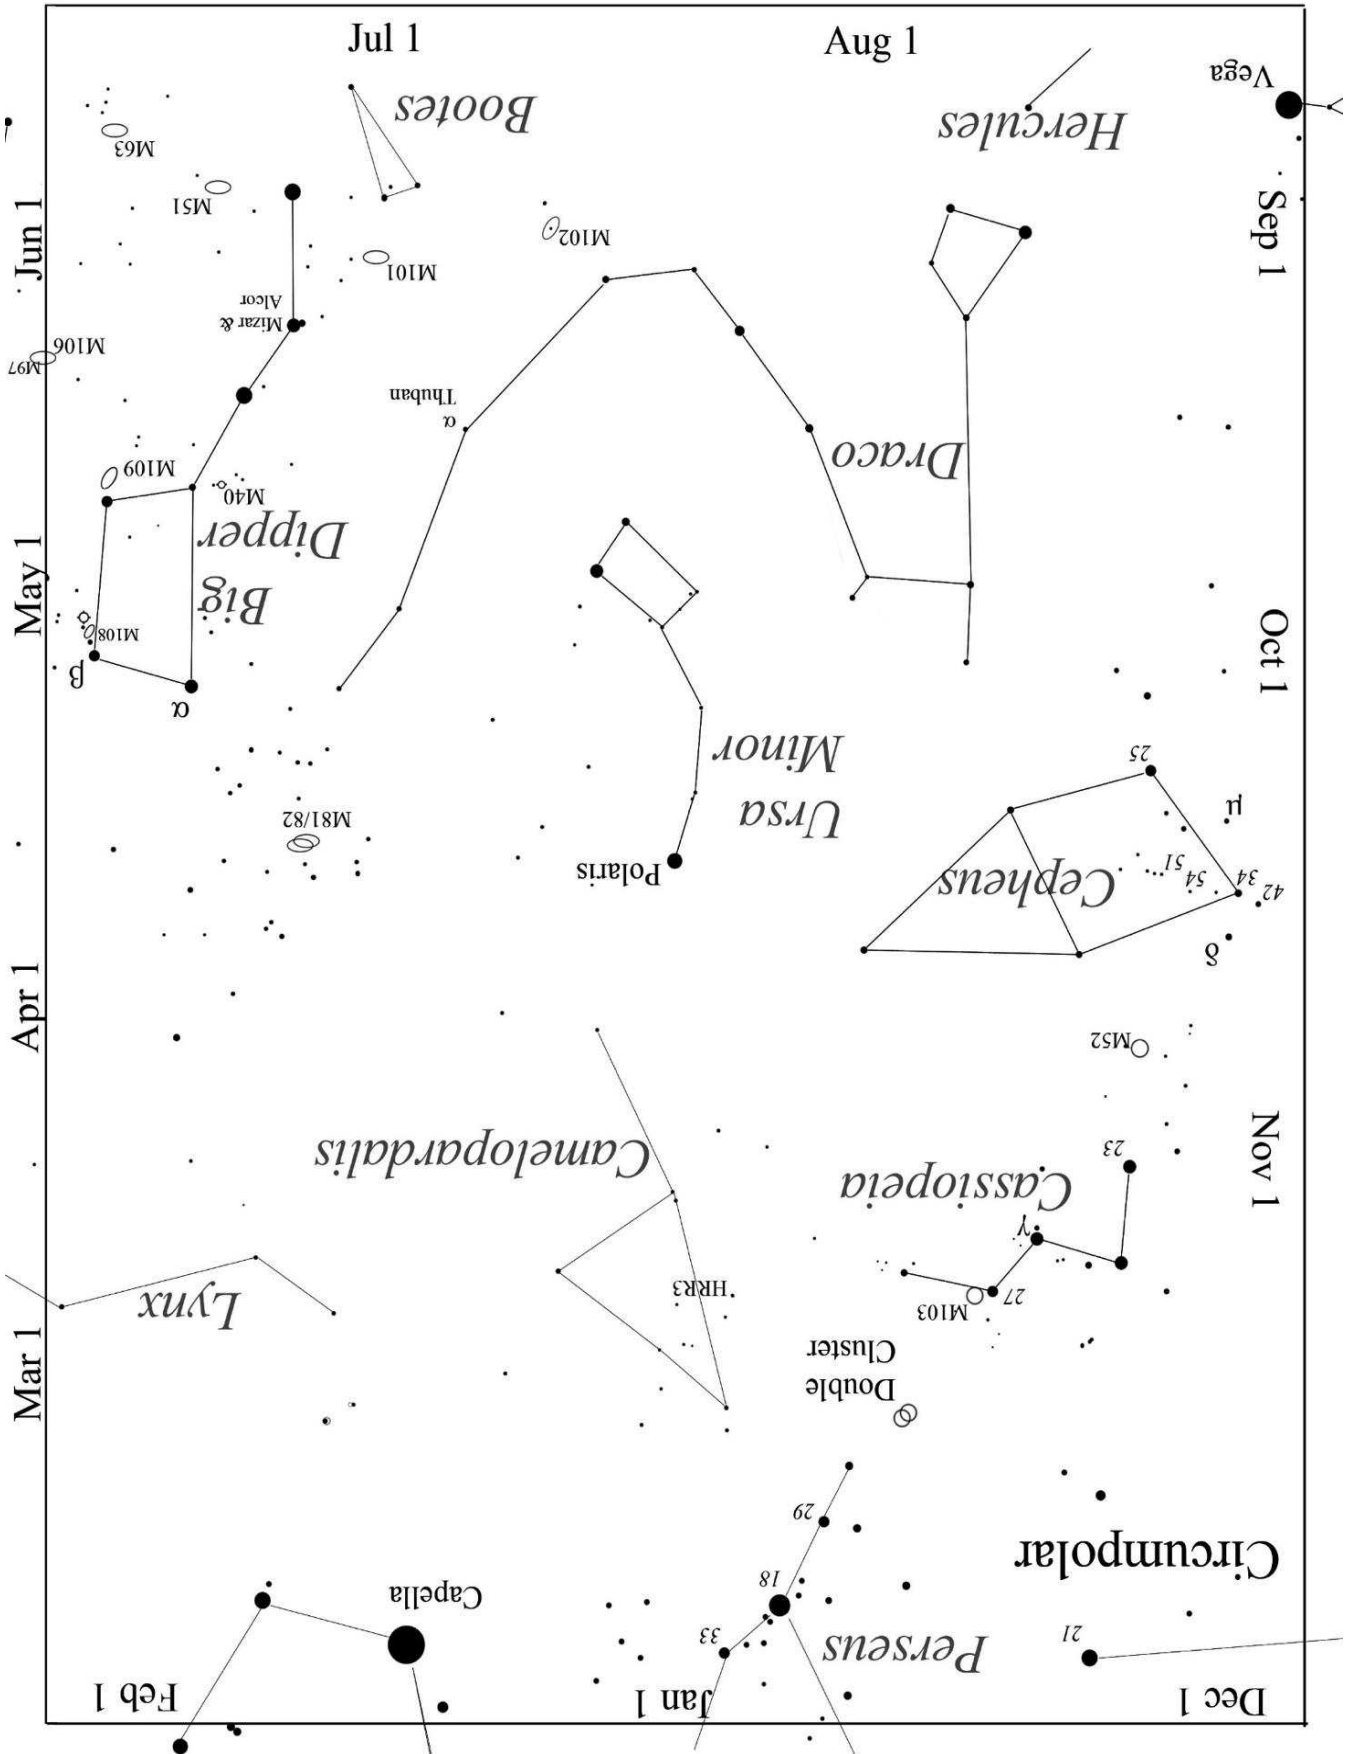 Jul 1
Aug 1
Vega
Bootes
Hercules
M63
M51
Jun 1
Sep 1
M102
M101
Mizar &
Alcor
M106
M97
Thuban
α
Draco
M109
M40
Big
Dipper
May 1
Oct 1
M108
β
α
Ursa
Minor
25
μ
M81/82
Polaris
Cepheus
51
54
34
42
δ
Apr 1
M52
Nov 1
Camelopardalis
Cassiopeia
23
γ
Lynx
HRR3
M103
27
Double
Cluster
Mar 1
29
Circumpolar
Capella
18
33
Perseus
21
Feb 1
Jan 1
Dec 1